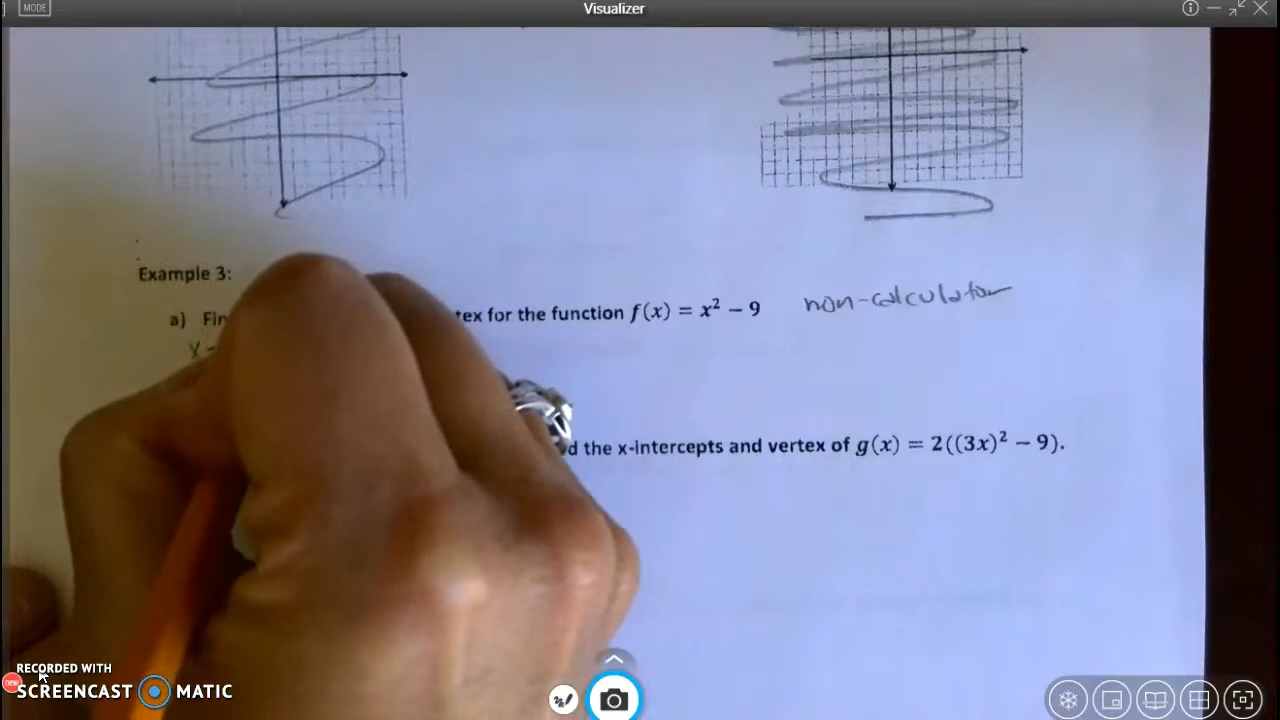 MODE
Visualizer
Example 3:
a) Fin
tex for the function f(x) = x² − 9 non-calculator
x -
d the x-intercepts and vertex of g(x) = 2((3x)² − 9).
RECORDED WITH
new
SCREENCAST MATIC